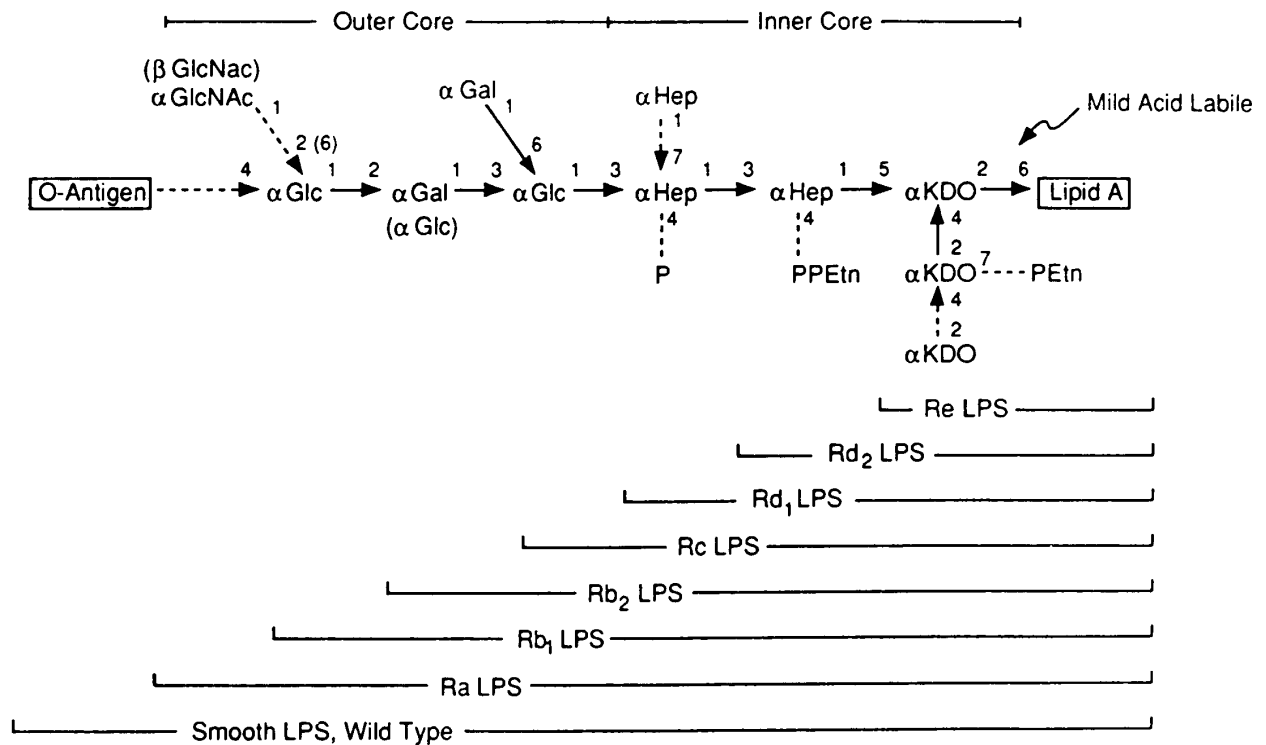 Outer Core Inner Core
(β GlcNac)
α GlcNAc 1 α Gal 1 α Hep 1 Mild Acid Labile
2 (6) 6 7
O-Antigen 4 α Glc 1 2 α Gal 1 3 α Glc 1 3 α Hep 1 3 α Hep 1 5 α KDO 2 6 Lipid A
(α Glc) 4 4 4
2
P PPEtn α KDO 7 PEtn
4
2
α KDO
Re LPS
Rd2 LPS
Rd1 LPS
Rc LPS
Rb2 LPS
Rb1 LPS
Ra LPS
Smooth LPS, Wild Type